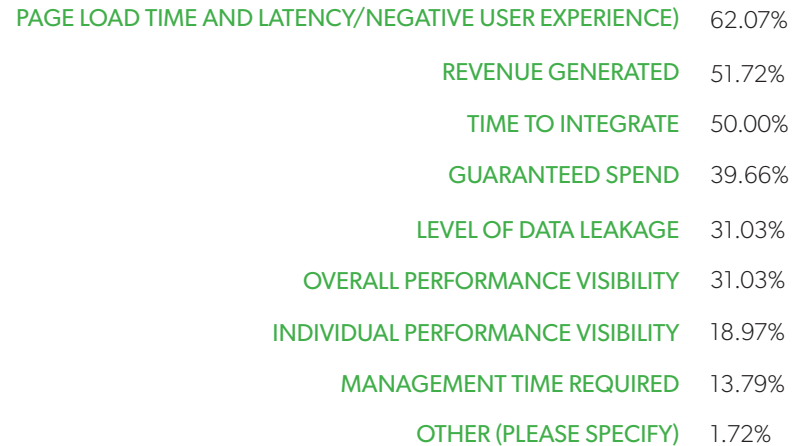 PAGE LOAD TIME AND LATENCY/NEGATIVE USER EXPERIENCE) 62.07%
REVENUE GENERATED 51.72%
TIME TO INTEGRATE 50.00%
GUARANTEED SPEND 39.66%
LEVEL OF DATA LEAKAGE 31.03%
OVERALL PERFORMANCE VISIBILITY 31.03%
INDIVIDUAL PERFORMANCE VISIBILITY 18.97%
MANAGEMENT TIME REQUIRED 13.79%
OTHER (PLEASE SPECIFY) 1.72%